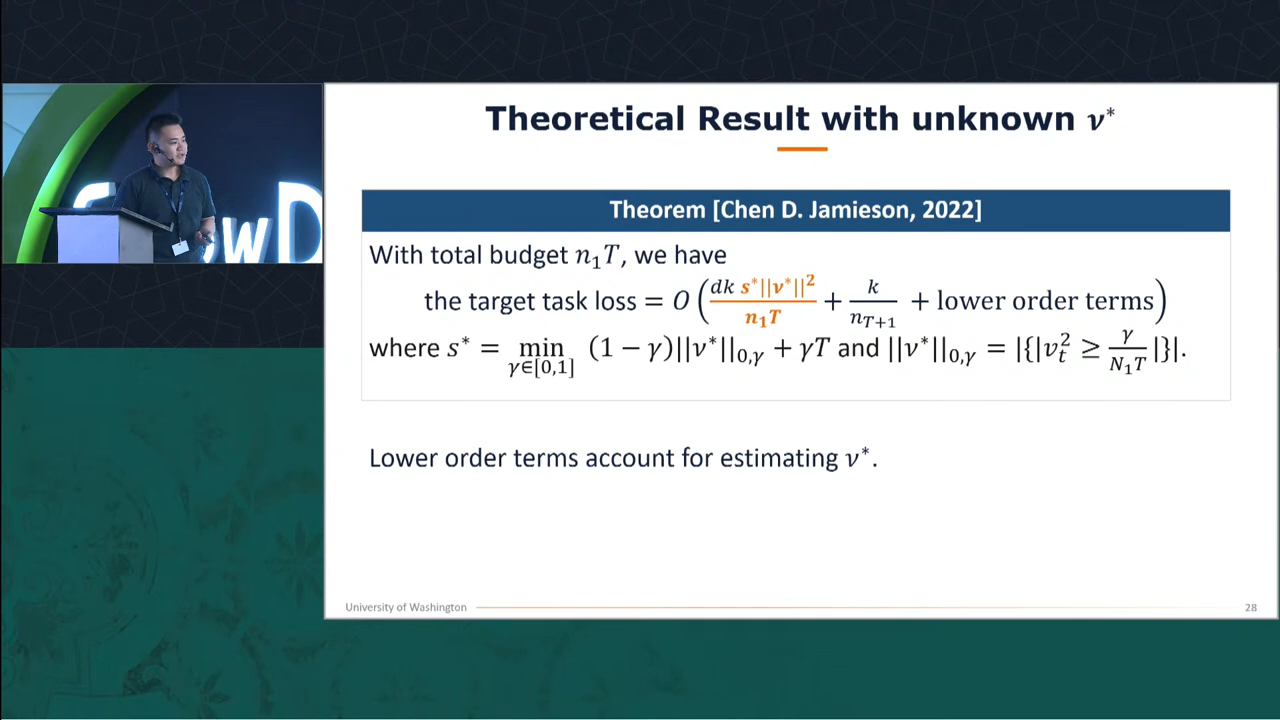 Theoretical Result with unknown ν*
Theorem [Chen D. Jamieson, 2022]
With total budget n₁T, we have
the target task loss = O(dk s*||ν*||²/n₁T + k/n_{T+1} + lower order terms)
where s* = min_{γ∈[0,1]} (1 − γ)||ν*||_{0,γ} + γT and ||ν*||_{0,γ} = |{|ν_t² ≥ γ/N₁T|}|.
Lower order terms account for estimating ν*.
University of Washington
28
wD